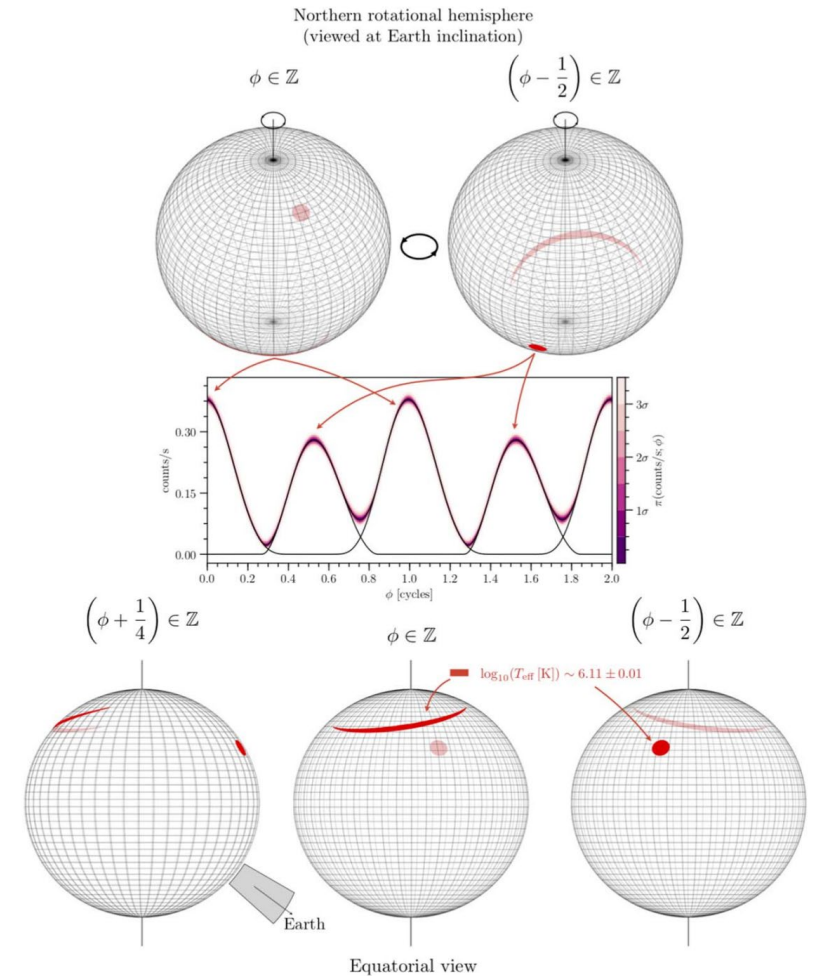 Northern rotational hemisphere
(viewed at Earth inclination)
ϕ ∈ ℤ
(ϕ − 1/2) ∈ ℤ
counts/s
0.30
0.15
0.00
0.0 0.2 0.4 0.6 0.8 1.0 1.2 1.4 1.6 1.8 2.0
ϕ [cycles]
3σ
2σ
1σ
π(counts/s; ϕ)
(ϕ + 1/4) ∈ ℤ
ϕ ∈ ℤ
(ϕ − 1/2) ∈ ℤ
log₁₀(T_eff [K]) ∼ 6.11 ± 0.01
Earth
Equatorial view